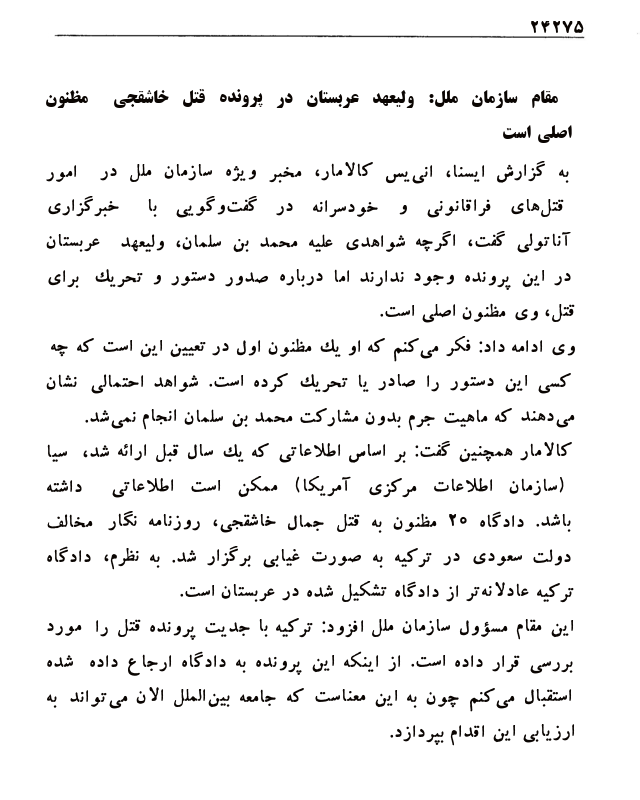 ۲۴۲۷۵
مقام سازمان ملل: ولیعهد عربستان در پرونده قتل خاشقجی مظنون
اصلی است
به گزارش ایسنا، انی‌یس کالامار، مخبر ویژه سازمان ملل در امور
قتل‌های فراقانونی و خودسرانه در گفت‌وگویی با خبرگزاری
آناتولی گفت، اگرچه شواهدی علیه محمد بن سلمان، ولیعهد عربستان
در این پرونده وجود ندارند اما درباره صدور دستور و تحریك برای
قتل، وی مظنون اصلی است.
وی ادامه داد: فکر می‌کنم که او یك مظنون اول در تعیین این است که چه
کسی این دستور را صادر یا تحریك کرده است. شواهد احتمالی نشان
می‌دهند که ماهیت جرم بدون مشارکت محمد بن سلمان انجام نمی‌شد.
کالامار همچنین گفت: بر اساس اطلاعاتی که یك سال قبل ارائه شد، سیا
(سازمان اطلاعات مرکزی آمریکا) ممکن است اطلاعاتی داشته
باشد. دادگاه ۲۰ مظنون به قتل جمال خاشقجی، روزنامه نگار مخالف
دولت سعودی در ترکیه به صورت غیابی برگزار شد. به نظرم، دادگاه
ترکیه عادلانه‌تر از دادگاه تشکیل شده در عربستان است.
این مقام مسؤول سازمان ملل افزود: ترکیه با جدیت پرونده قتل را مورد
بررسی قرار داده است. از اینکه این پرونده به دادگاه ارجاع داده شده
استقبال می‌کنم چون به این معناست که جامعه بین‌الملل الان می‌تواند به
ارزیابی این اقدام بپردازد.